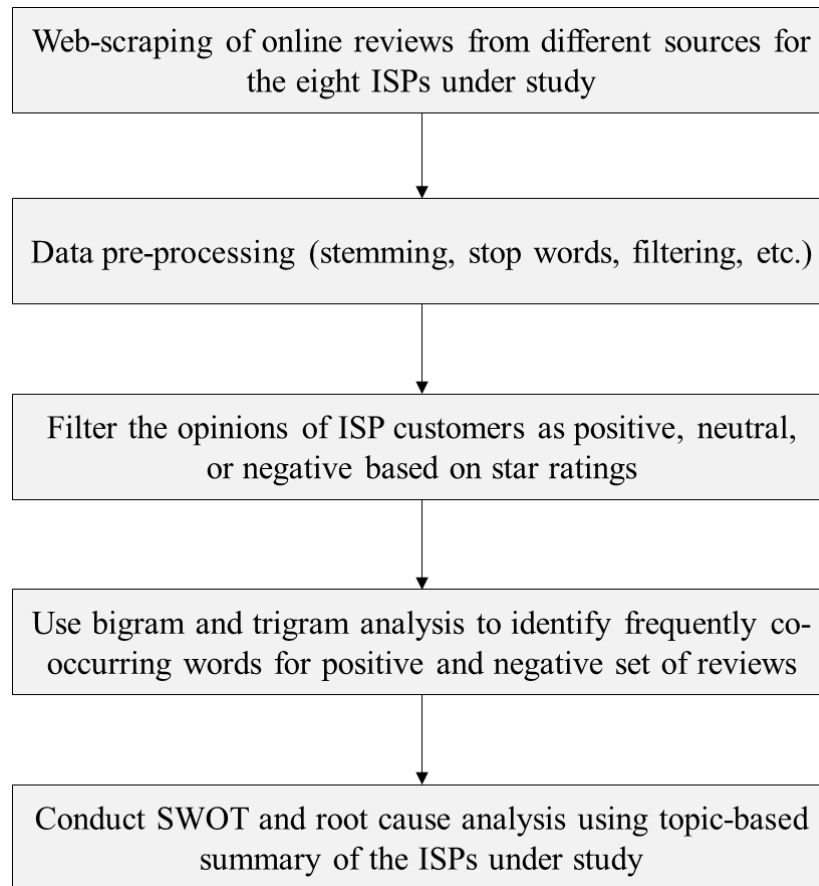 Web-scraping of online reviews from different sources for
the eight ISPs under study
Data pre-processing (stemming, stop words, filtering, etc.)
Filter the opinions of ISP customers as positive, neutral,
or negative based on star ratings
Use bigram and trigram analysis to identify frequently co-
occurring words for positive and negative set of reviews
Conduct SWOT and root cause analysis using topic-based
summary of the ISPs under study